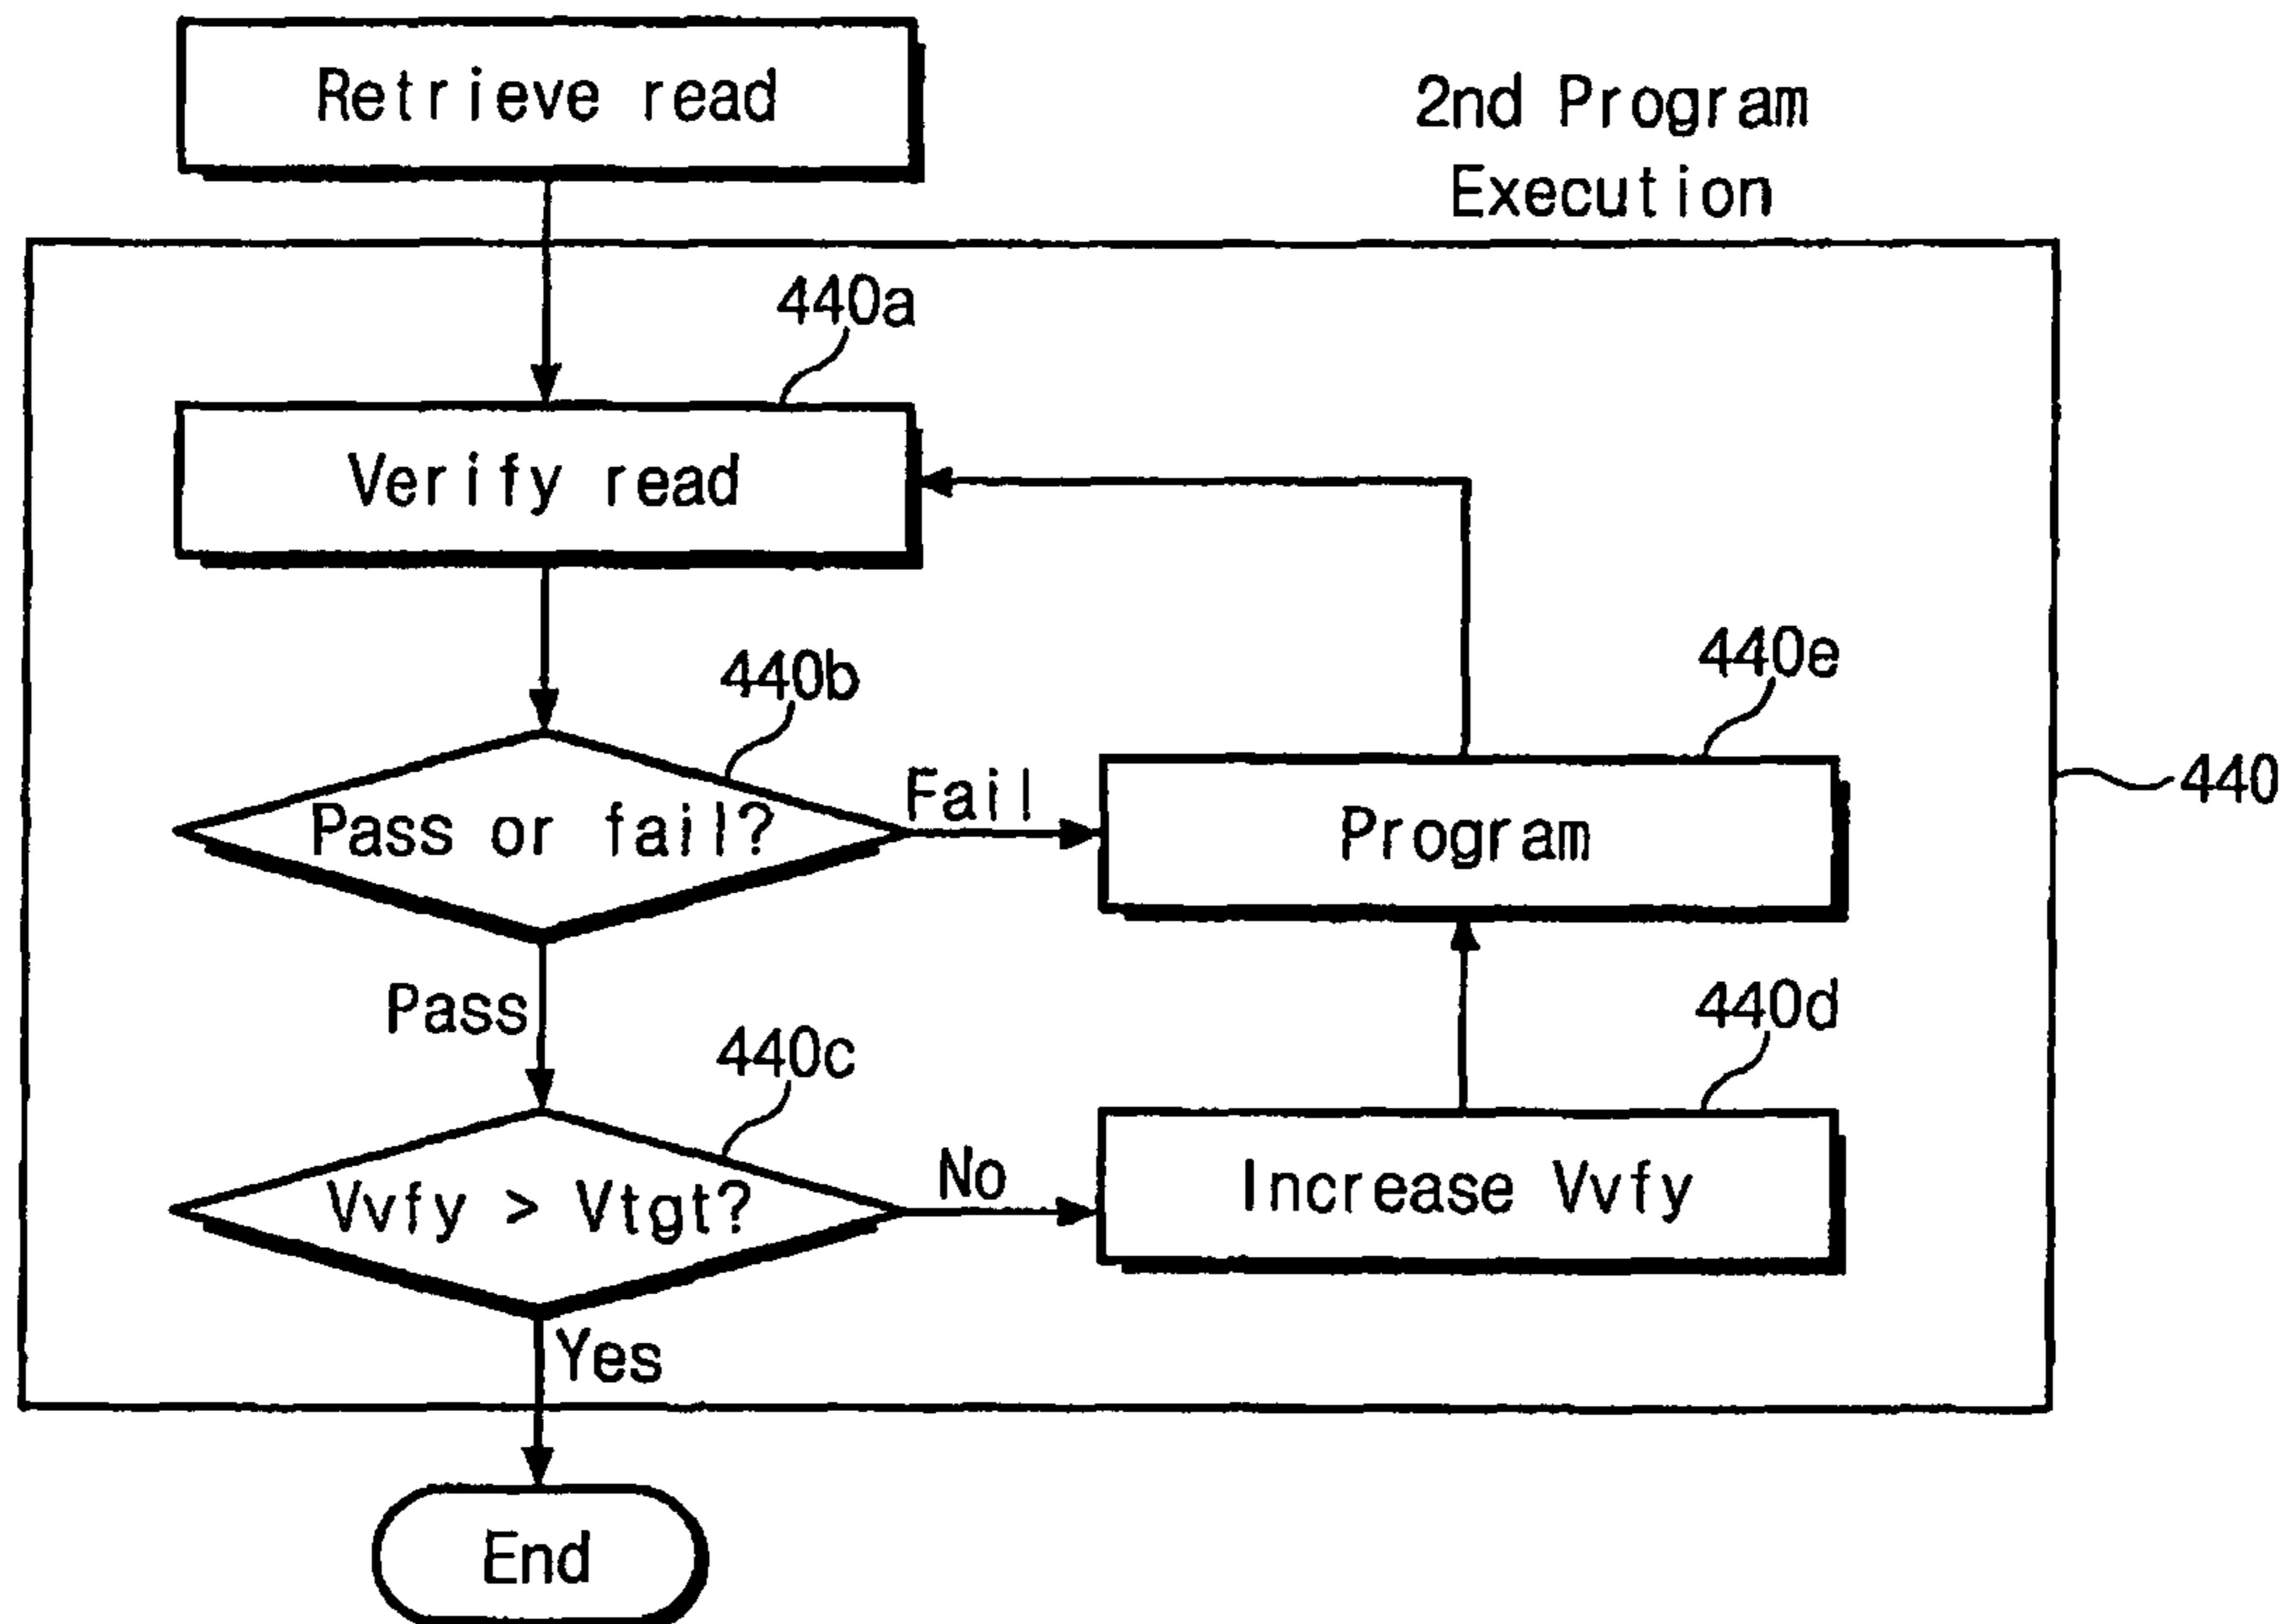 Retrieve read
2nd Program
Execution
440a
Verify read
440b
440e
Pass or fail?
Fail
Program
440
Pass
440c
440d
Vvfy > Vtgt?
No
Increase Vvfy
Yes
End